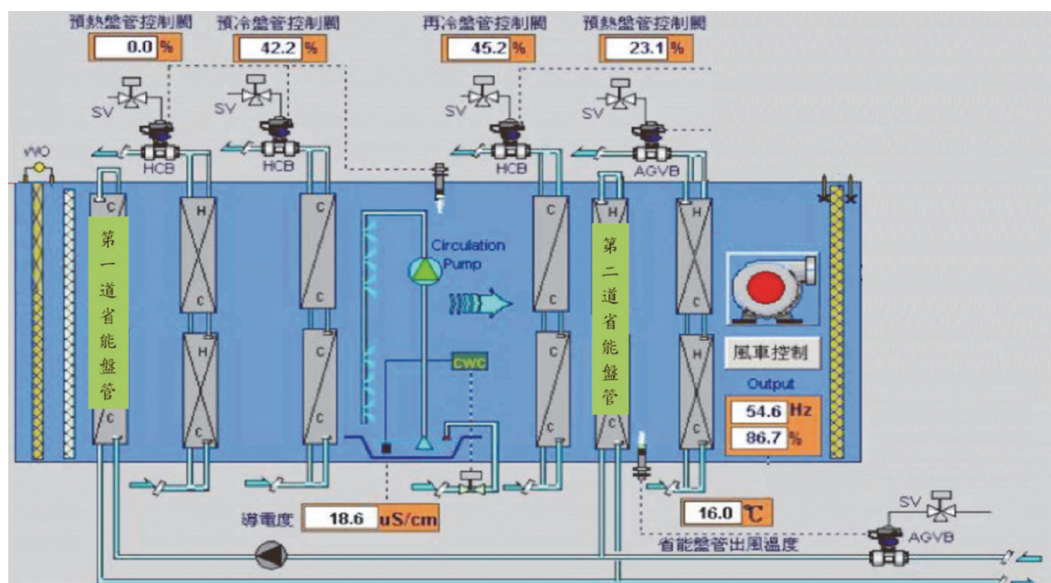 預熱盤管控制閥
0.0 %
預冷盤管控制閥
42.2 %
再冷盤管控制閥
45.2 %
預熱盤管控制閥
23.1 %
SV
SV
SV
SV
HCB
HCB
HCB
AGVB
C
H
C
C
C
H
第一道省能盤管
第二道省能盤管
C
C
C
C
C
C
H
C
C
H
C
C
C
C
C
C
Circulation
Pump
CWC
風車控制
Output
54.6 Hz
86.7 %
導電度
18.6 uS/cm
16.0 ℃
省能盤管出風溫度
SV
AGVB